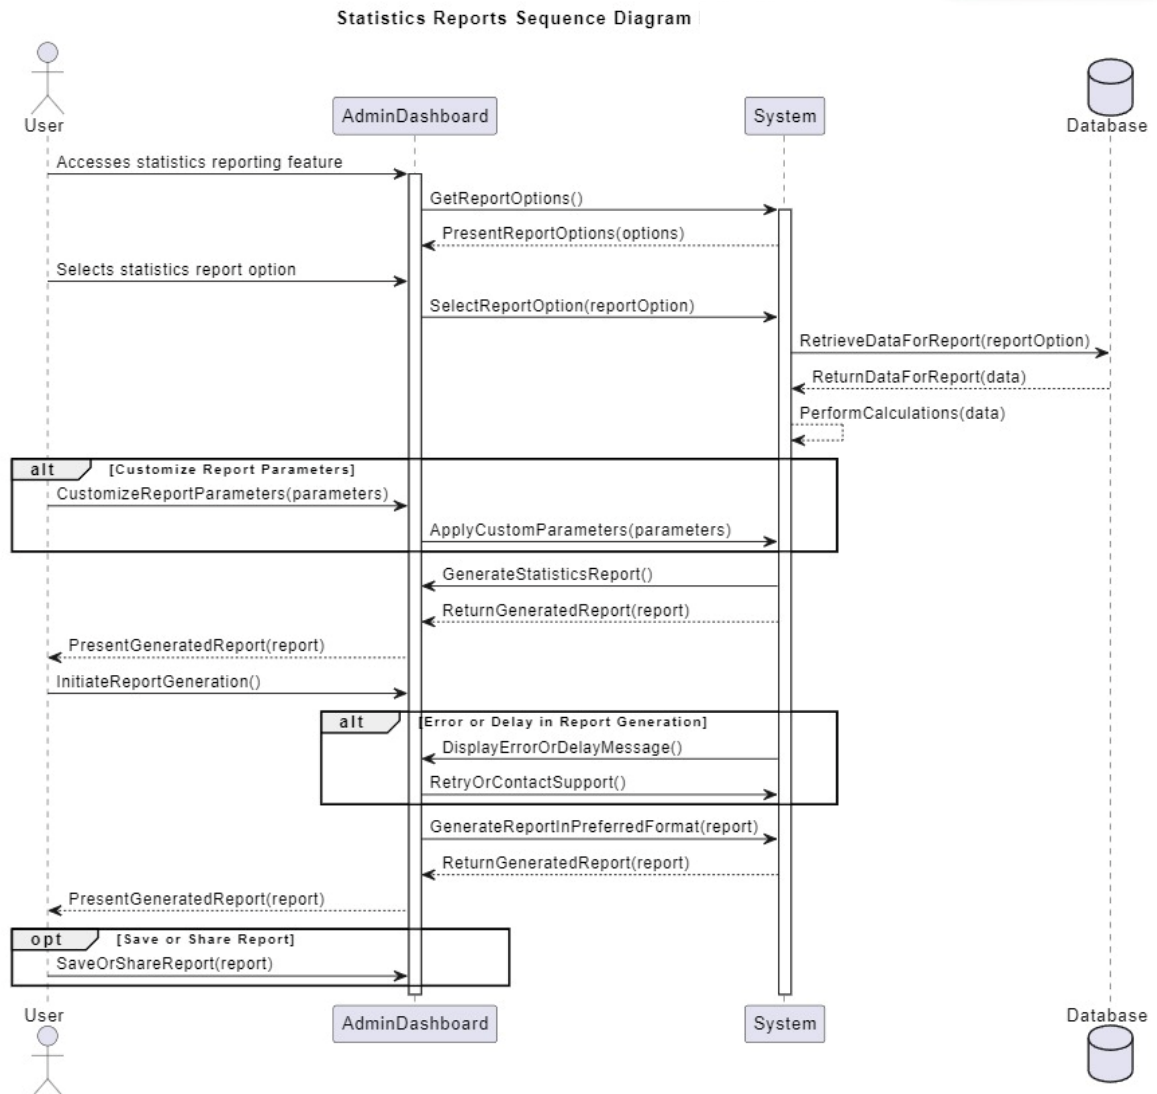 Statistics Reports Sequence Diagram
User
AdminDashboard
System
Database
Accesses statistics reporting feature
GetReportOptions()
PresentReportOptions(options)
Selects statistics report option
SelectReportOption(reportOption)
RetrieveDataForReport(reportOption)
ReturnDataForReport(data)
PerformCalculations(data)
alt [Customize Report Parameters]
CustomizeReportParameters(parameters)
ApplyCustomParameters(parameters)
GenerateStatisticsReport()
ReturnGeneratedReport(report)
PresentGeneratedReport(report)
InitiateReportGeneration()
alt [Error or Delay in Report Generation]
DisplayErrorOrDelayMessage()
RetryOrContactSupport()
GenerateReportInPreferredFormat(report)
ReturnGeneratedReport(report)
PresentGeneratedReport(report)
opt [Save or Share Report]
SaveOrShareReport(report)
User
AdminDashboard
System
Database